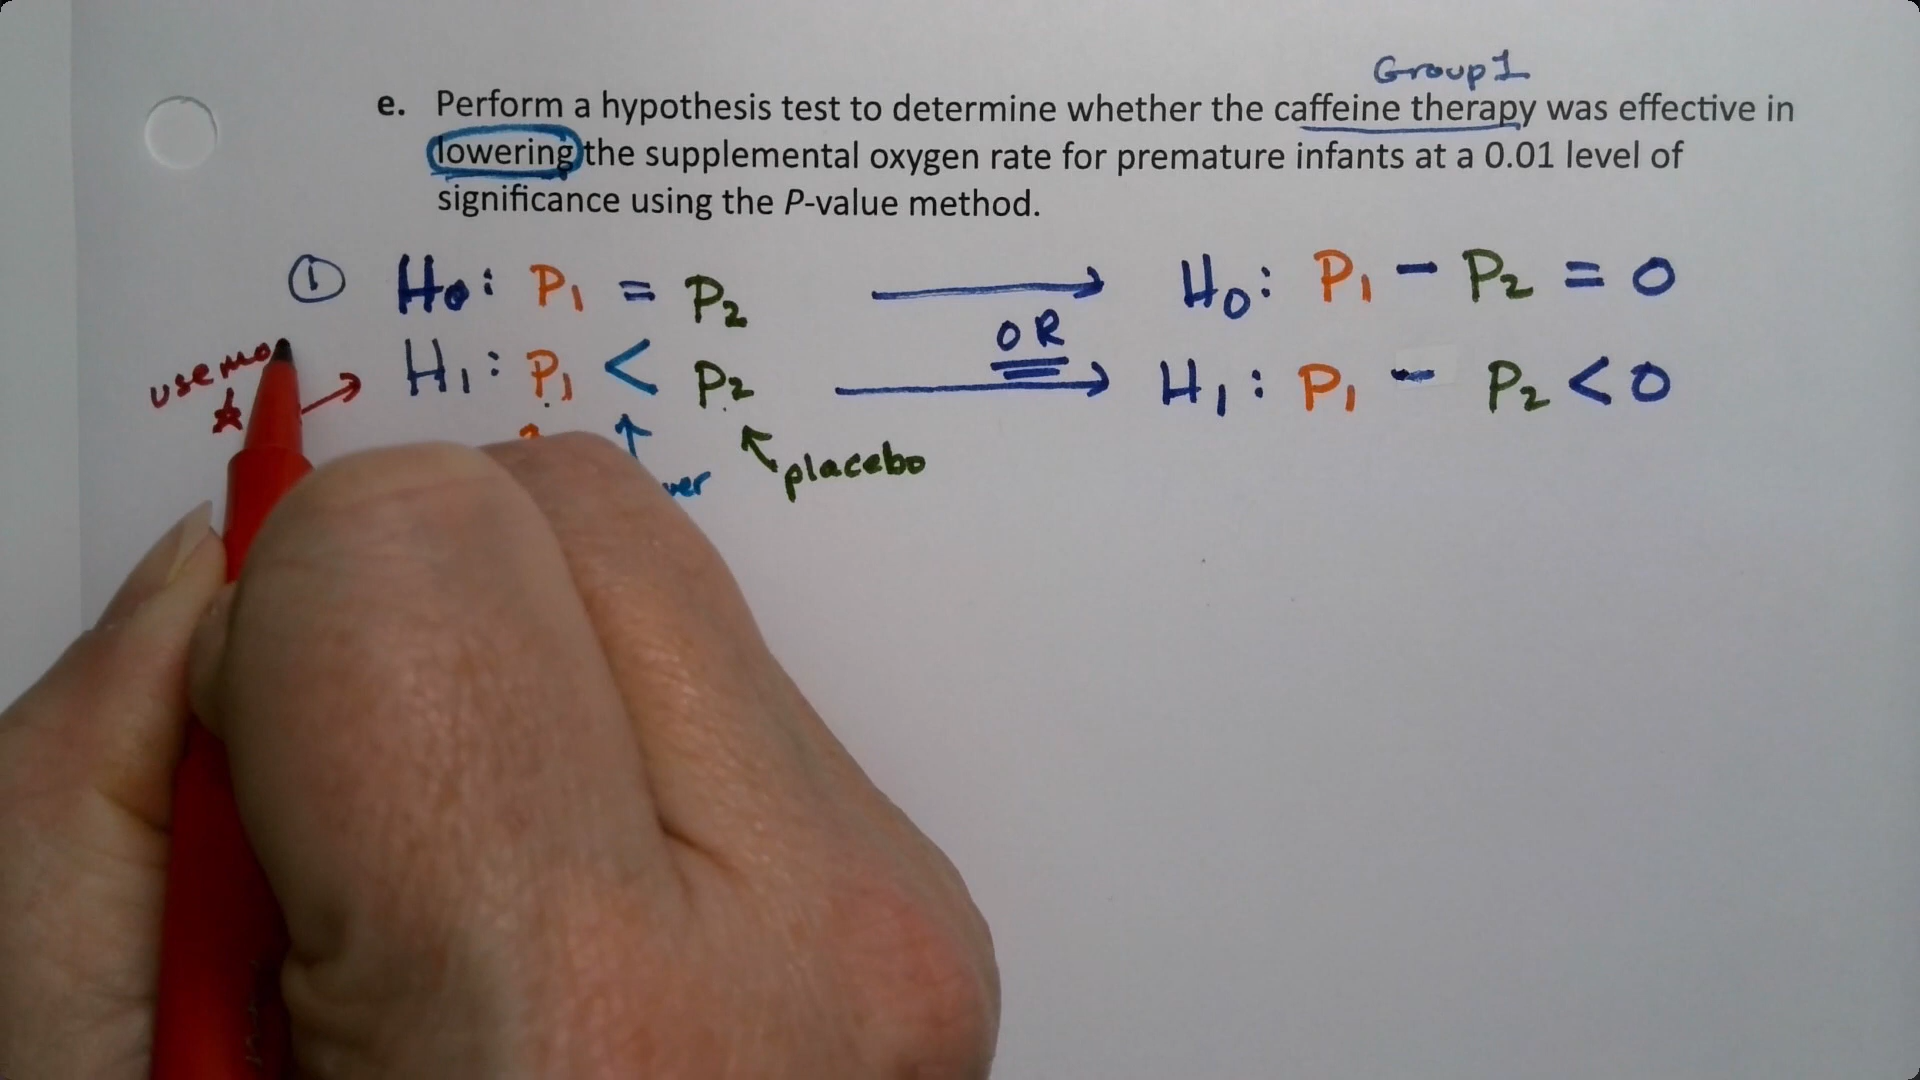 Group 1
e. Perform a hypothesis test to determine whether the caffeine therapy was effective in
lowering the supplemental oxygen rate for premature infants at a 0.01 level of
significance using the P-value method.
① H₀: P₁ = P₂ → H₀: P₁ - P₂ = 0
OR
use
H₁: P₁ < P₂ → H₁: P₁ - P₂ < 0
★ →
↑ ↑ ↖ placebo